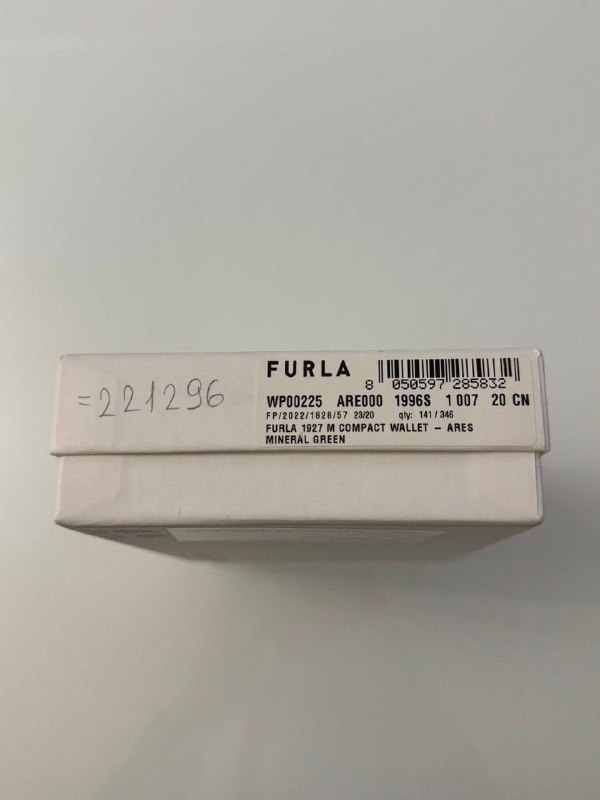 =221296
FURLA
8 050597 285832
WP00225 ARE000 1996S 1 007 20 CN
FP/2022/1828/57 23/20 qty: 141 / 346
FURLA 1927 M COMPACT WALLET – ARES
MINERAL GREEN